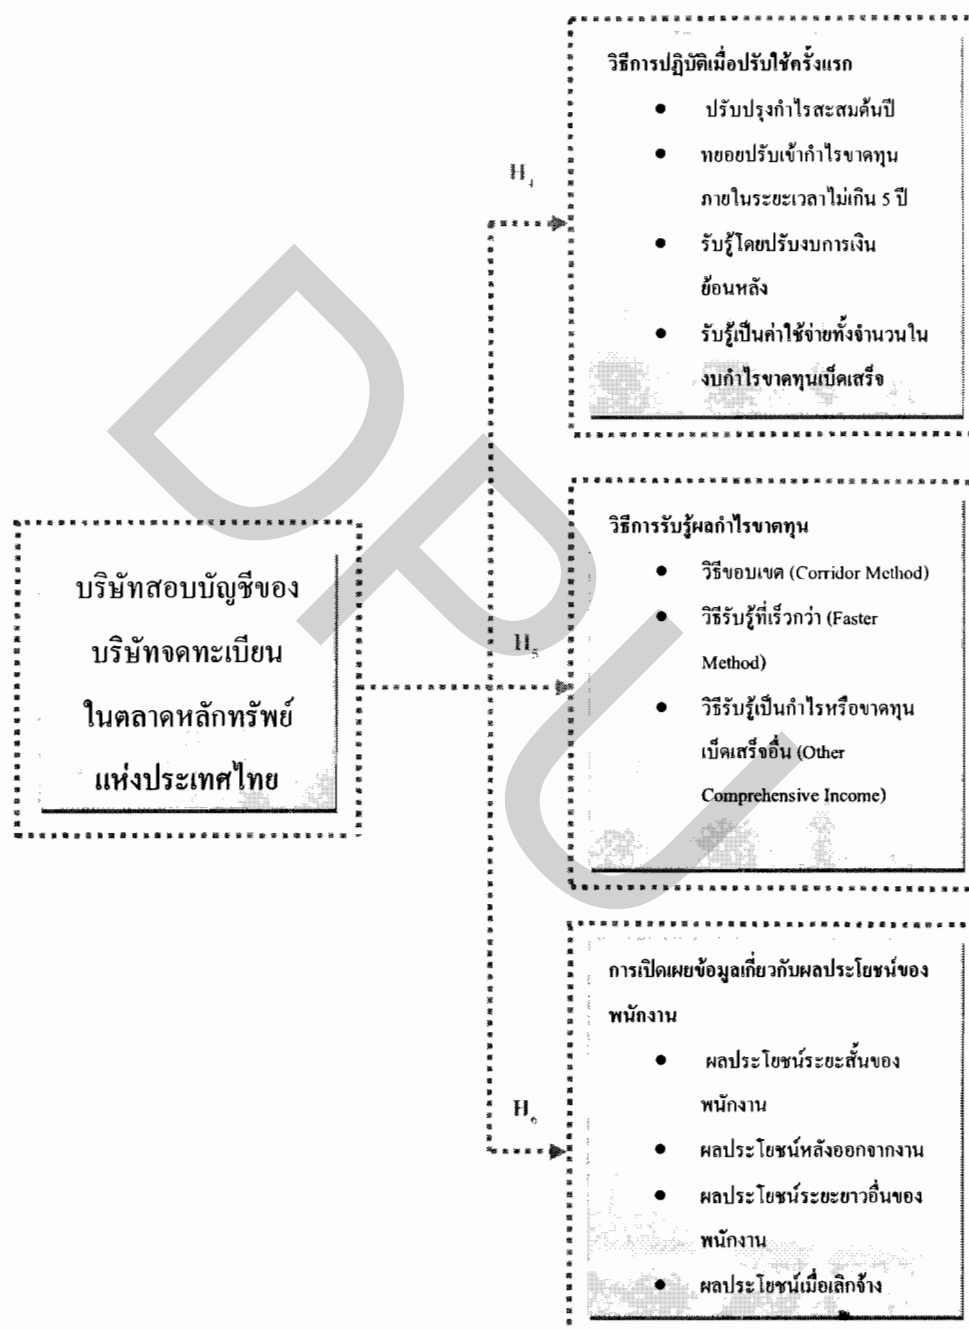 วิธีการปฏิบัติเมื่อปรับใช้ครั้งแรก
● ปรับปรุงกำไรสะสมต้นปี
● ทยอยปรับเข้ากำไรขาดทุน
ภายในระยะเวลาไม่เกิน 5 ปี
● รับรู้โดยปรับงบการเงิน
ย้อนหลัง
● รับรู้เป็นค่าใช้จ่ายทั้งจำนวนใน
งบกำไรขาดทุนเบ็ดเสร็จ
H4
บริษัทสอบบัญชีของ
บริษัทจดทะเบียน
ในตลาดหลักทรัพย์
แห่งประเทศไทย
H5
วิธีการรับรู้ผลกำไรขาดทุน
● วิธีขอบเขต (Corridor Method)
● วิธีรับรู้ที่เร็วกว่า (Faster
Method)
● วิธีรับรู้เป็นกำไรหรือขาดทุน
เบ็ดเสร็จอื่น (Other
Comprehensive Income)
H6
การเปิดเผยข้อมูลเกี่ยวกับผลประโยชน์ของ
พนักงาน
● ผลประโยชน์ระยะสั้นของ
พนักงาน
● ผลประโยชน์หลังออกจากงาน
● ผลประโยชน์ระยะยาวอื่นของ
พนักงาน
● ผลประโยชน์เมื่อเลิกจ้าง
DPU